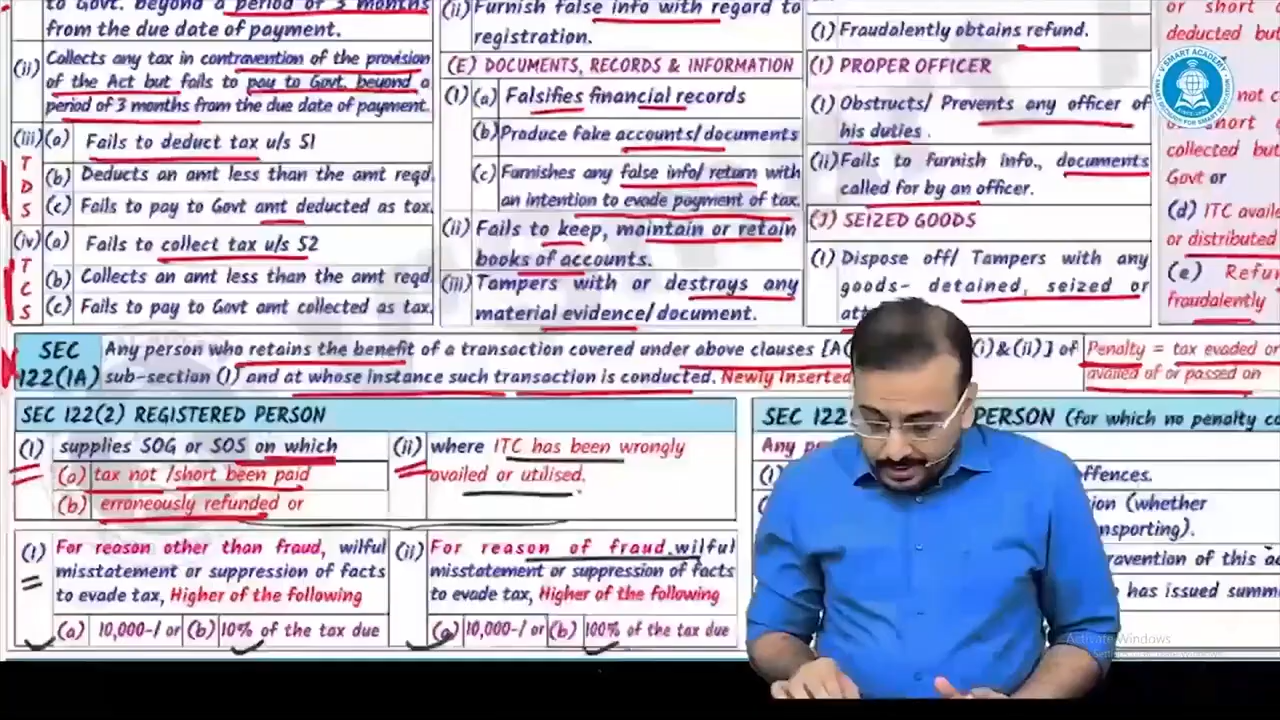 to Govt. beyond a period of 3 months
from the due date of payment.
(ii) Collects any tax in contravention of the provision
of the Act but fails to pay to Govt. beyond a
period of 3 months from the due date of payment.
(iii) (a) Fails to deduct tax u/s 51
TDS
(b) Deducts an amt less than the amt reqd.
(c) Fails to pay to Govt amt deducted as tax.
(iv) (a) Fails to collect tax u/s 52
TCS
(b) Collects an amt less than the amt reqd
(c) Fails to pay to Govt amt collected as tax.
(ii) Furnish false info with regard to
registration.
(E) DOCUMENTS, RECORDS & INFORMATION
(i) (a) Falsifies financial records
(b) Produce fake accounts/ documents
(c) Furnishes any false info/ return with
an intention to evade payment of tax.
(ii) Fails to keep, maintain or retain
books of accounts.
(iii) Tampers with or destroys any
material evidence/ document.
(i) Fraudalently obtains refund.
(I) PROPER OFFICER
(i) Obstructs/ Prevents any officer of
his duties .
(ii) Fails to furnish info., documents
called for by an officer.
(J) SEIZED GOODS
(i) Dispose off/ Tampers with any
goods- detained, seized or
or short
deducted but
V SMART ACADEMY
not
short
collected but
Govt or
(d) ITC
or distributed
(e)
fraudalently
SEC
122(1A)
Any person who retains the benefit of a transaction covered under above clauses (i)&(ii)] of
sub-section (1) and at whose instance such transaction is conducted. Newly Inserted
Penalty = tax evaded or
availed of or passed on
SEC 122(2) REGISTERED PERSON
(i) supplies SOG or SOS on which
(a) tax not /short been paid
(b) erroneously refunded or
(ii) where ITC has been wrongly
availed or utilised.
(i) For reason other than fraud, wilful
misstatement or suppression of facts
to evade tax, Higher of the following
(a) 10,000-/ or (b) 10% of the tax due
(ii) For reason of fraud, wilful
misstatement or suppression of facts
to evade tax, Higher of the following
(a) 10,000-/ or (b) 100% of the tax due
SEC 122 PERSON (for which no penalty
Any
(i)
has issued
Activate Windows